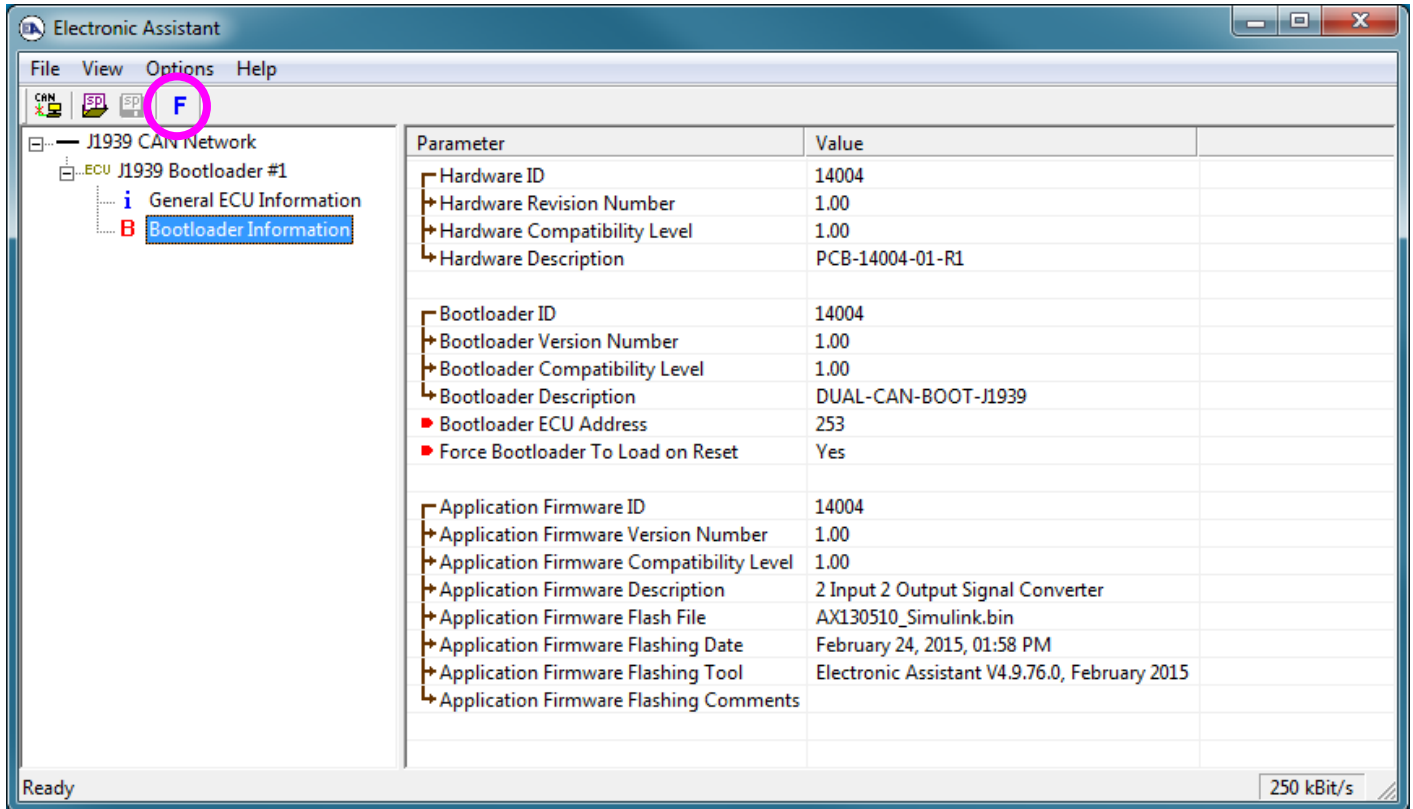 Electronic Assistant
File View Options Help
CAN SP SP F
J1939 CAN Network
ECU J1939 Bootloader #1
i General ECU Information
B Bootloader Information
Parameter Value
Hardware ID 14004
Hardware Revision Number 1.00
Hardware Compatibility Level 1.00
Hardware Description PCB-14004-01-R1
Bootloader ID 14004
Bootloader Version Number 1.00
Bootloader Compatibility Level 1.00
Bootloader Description DUAL-CAN-BOOT-J1939
Bootloader ECU Address 253
Force Bootloader To Load on Reset Yes
Application Firmware ID 14004
Application Firmware Version Number 1.00
Application Firmware Compatibility Level 1.00
Application Firmware Description 2 Input 2 Output Signal Converter
Application Firmware Flash File AX130510_Simulink.bin
Application Firmware Flashing Date February 24, 2015, 01:58 PM
Application Firmware Flashing Tool Electronic Assistant V4.9.76.0, February 2015
Application Firmware Flashing Comments
Ready 250 kBit/s